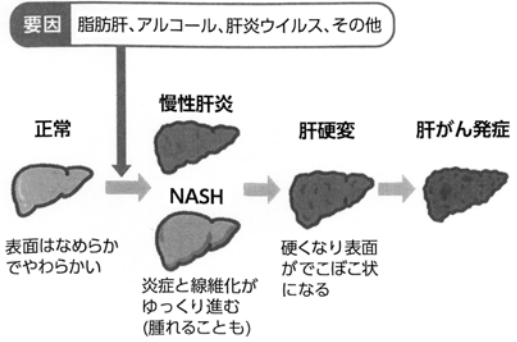 要因 脂肪肝、アルコール、肝炎ウイルス、その他
正常
慢性肝炎
肝硬変
肝がん発症
NASH
表面はなめらか
でやわらかい
炎症と線維化が
ゆっくり進む
(腫れることも)
硬くなり表面
がでこぼこ状
になる